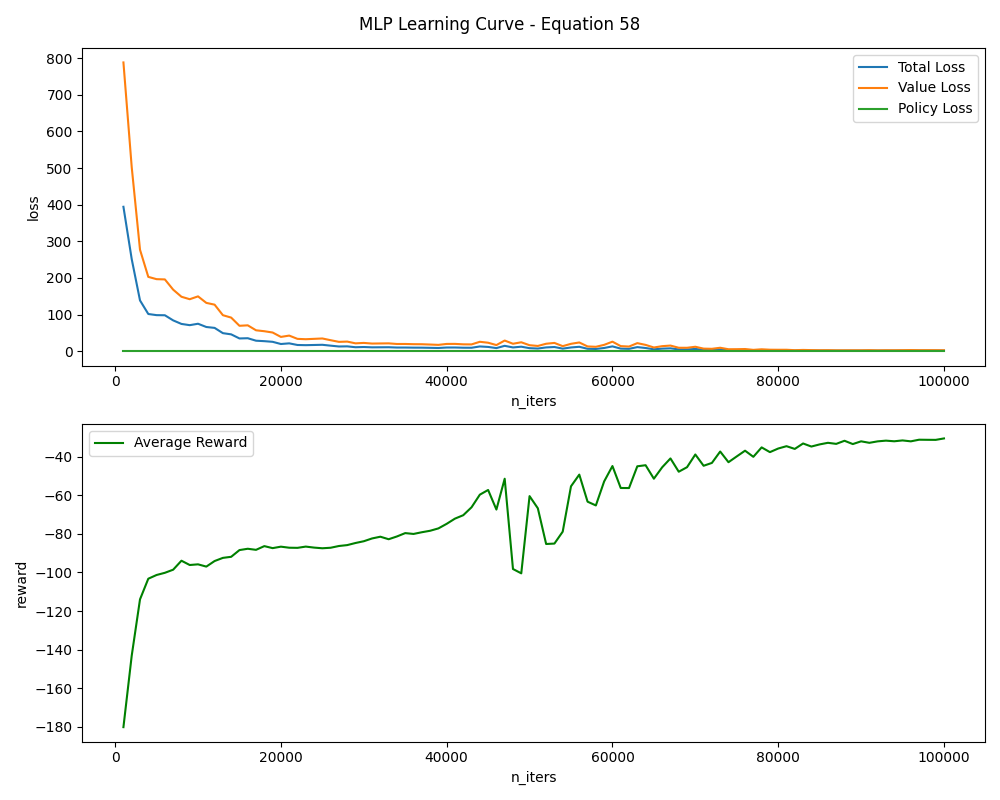 MLP Learning Curve - Equation 58
Total Loss
Value Loss
Policy Loss
800
700
600
500
400
300
200
100
0
loss
0 20000 40000 60000 80000 100000
n_iters
Average Reward
−40
−60
−80
−100
−120
−140
−160
−180
reward
0 20000 40000 60000 80000 100000
n_iters